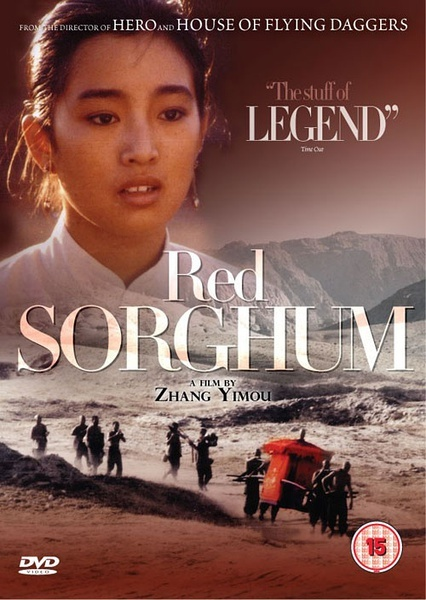 FROM THE DIRECTOR OF HERO AND HOUSE OF FLYING DAGGERS
"The stuff of
LEGEND"
Time Out
Red
SORGHUM
A FILM BY
ZHANG YIMOU
15
DVD
VIDEO